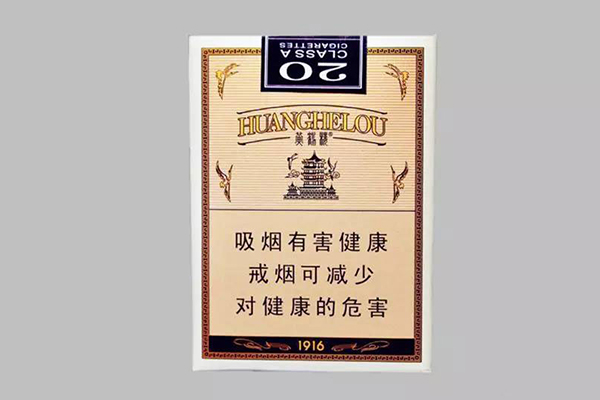 20
CLASS A
CIGARETTES
HUANGHELOU
黄鹤楼®
吸烟有害健康
戒烟可减少
对健康的危害
1916